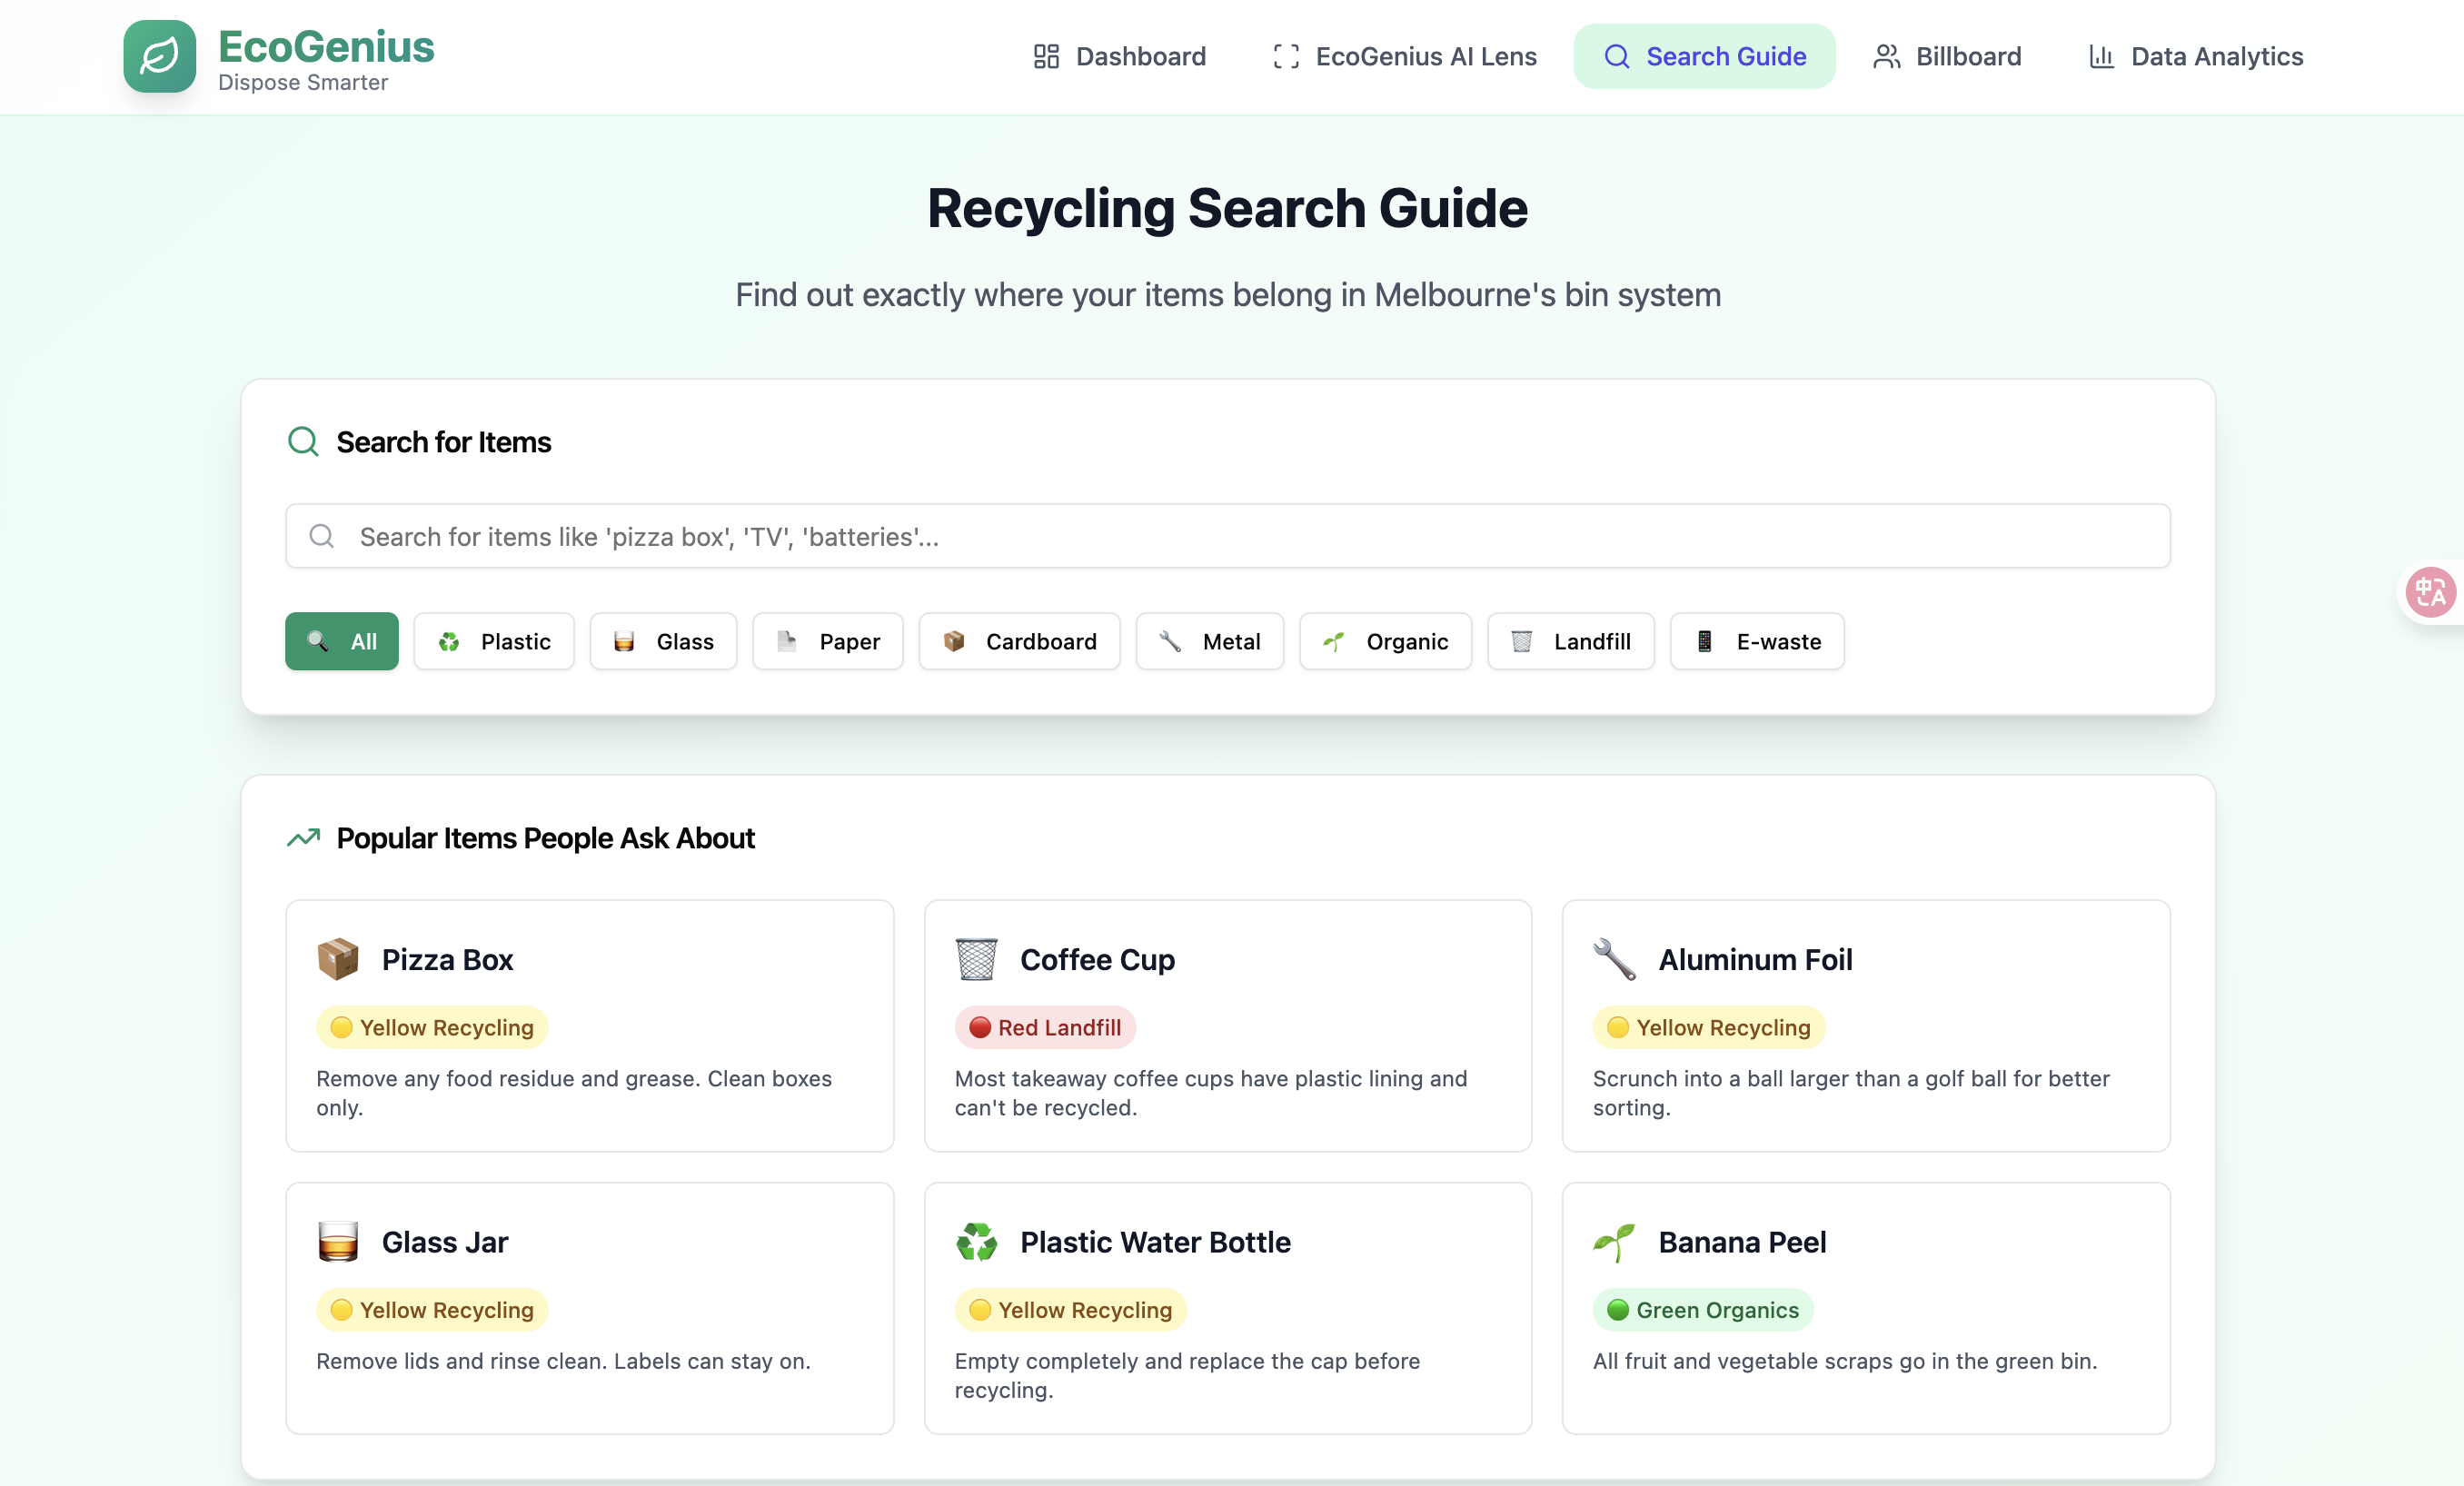 EcoGenius
Dispose Smarter
Dashboard
EcoGenius AI Lens
Search Guide
Billboard
Data Analytics
Recycling Search Guide
Find out exactly where your items belong in Melbourne's bin system
Search for Items
Search for items like 'pizza box', 'TV', 'batteries'...
All
Plastic
Glass
Paper
Cardboard
Metal
Organic
Landfill
E-waste
中A
Popular Items People Ask About
Pizza Box
Yellow Recycling
Remove any food residue and grease. Clean boxes
only.
Coffee Cup
Red Landfill
Most takeaway coffee cups have plastic lining and
can't be recycled.
Aluminum Foil
Yellow Recycling
Scrunch into a ball larger than a golf ball for better
sorting.
Glass Jar
Yellow Recycling
Remove lids and rinse clean. Labels can stay on.
Plastic Water Bottle
Yellow Recycling
Empty completely and replace the cap before
recycling.
Banana Peel
Green Organics
All fruit and vegetable scraps go in the green bin.